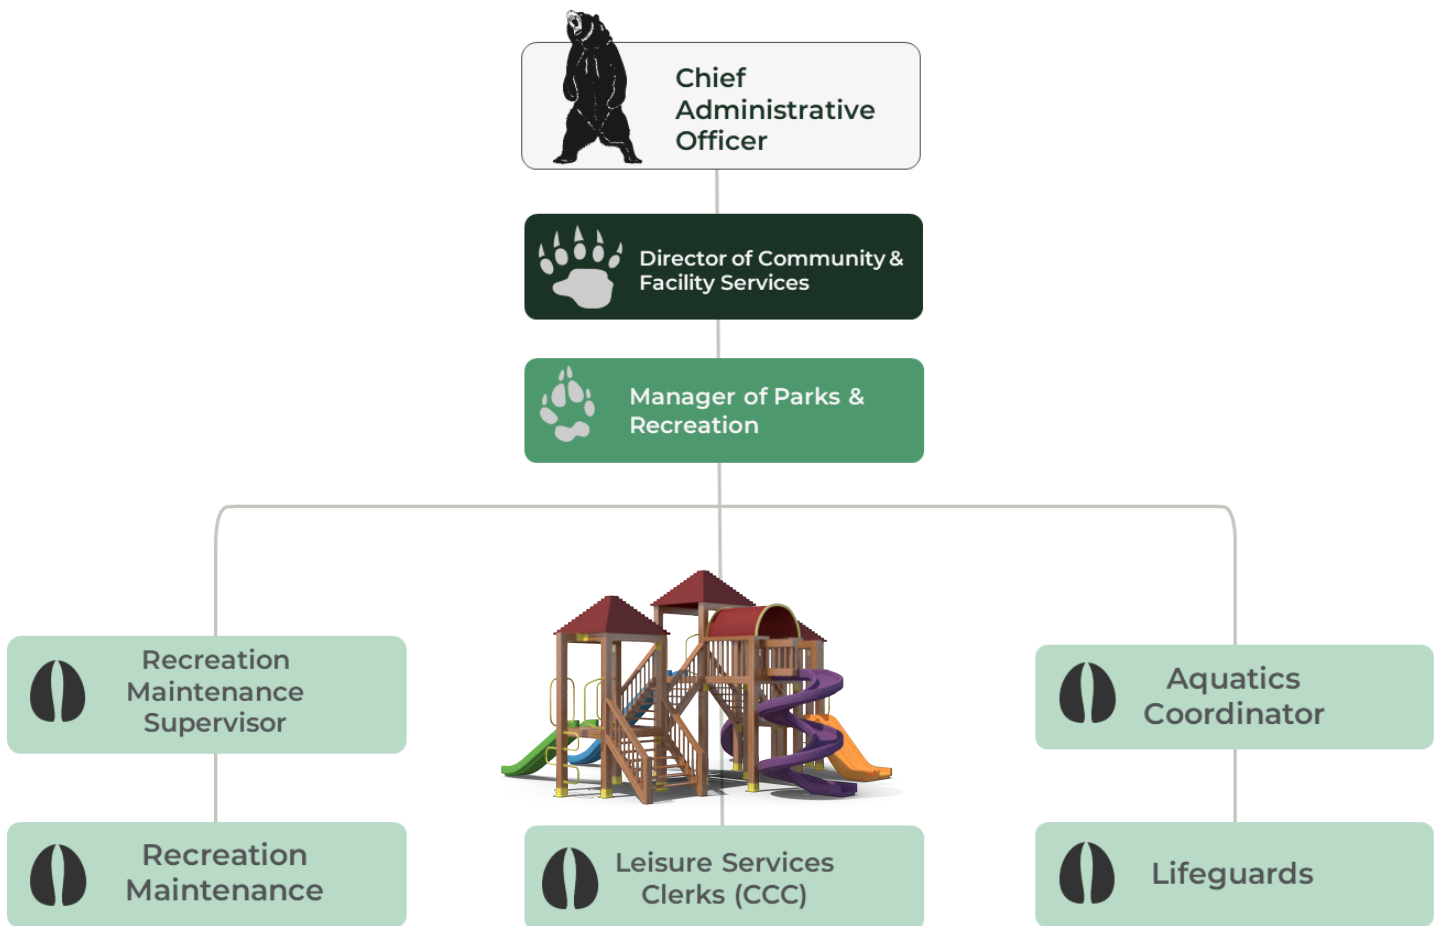 Chief
Administrative
Officer
Director of Community &
Facility Services
Manager of Parks &
Recreation
Recreation
Maintenance
Supervisor
Aquatics
Coordinator
Recreation
Maintenance
Leisure Services
Clerks (CCC)
Lifeguards